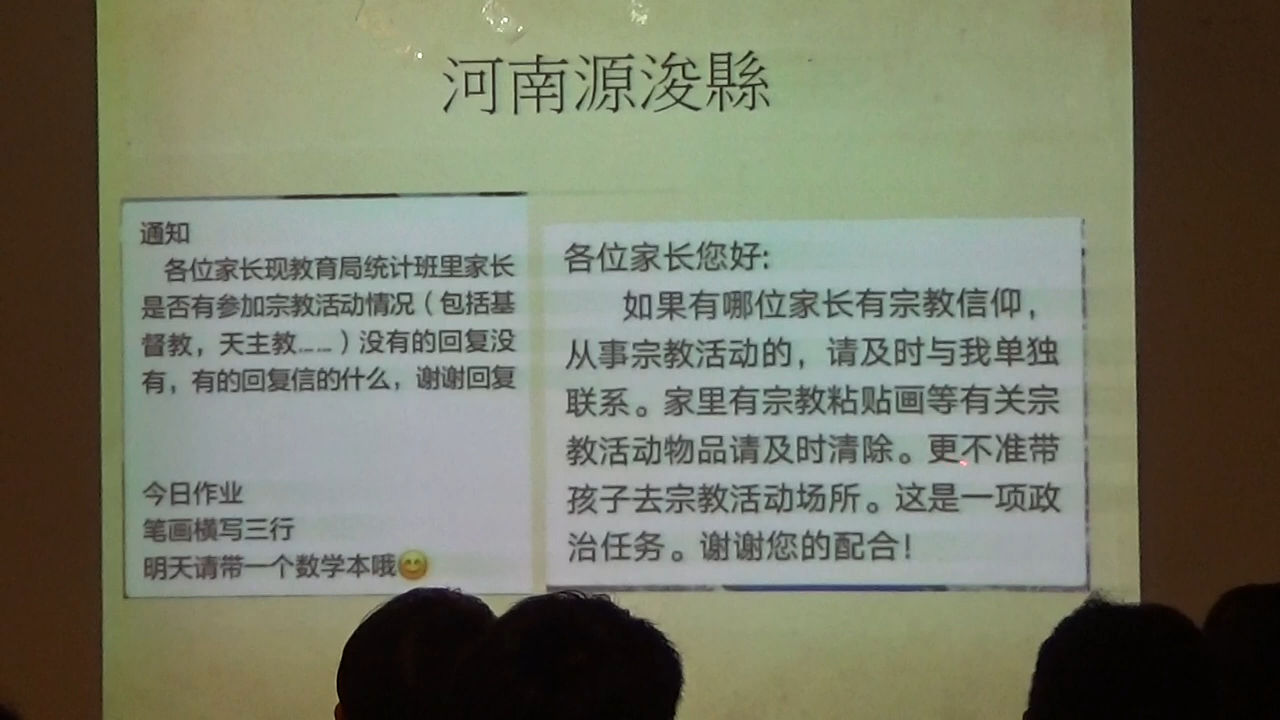 河南源浚縣
通知
各位家长现教育局统计班里家长
是否有参加宗教活动情况（包括基
督教，天主教……）没有的回复没
有，有的回复信的什么，谢谢回复
今日作业
笔画横写三行
明天请带一个数学本哦😊
各位家长您好:
如果有哪位家长有宗教信仰，
从事宗教活动的，请及时与我单独
联系。家里有宗教粘贴画等有关宗
教活动物品请及时清除。更不准带
孩子去宗教活动场所。这是一项政
治任务。谢谢您的配合！